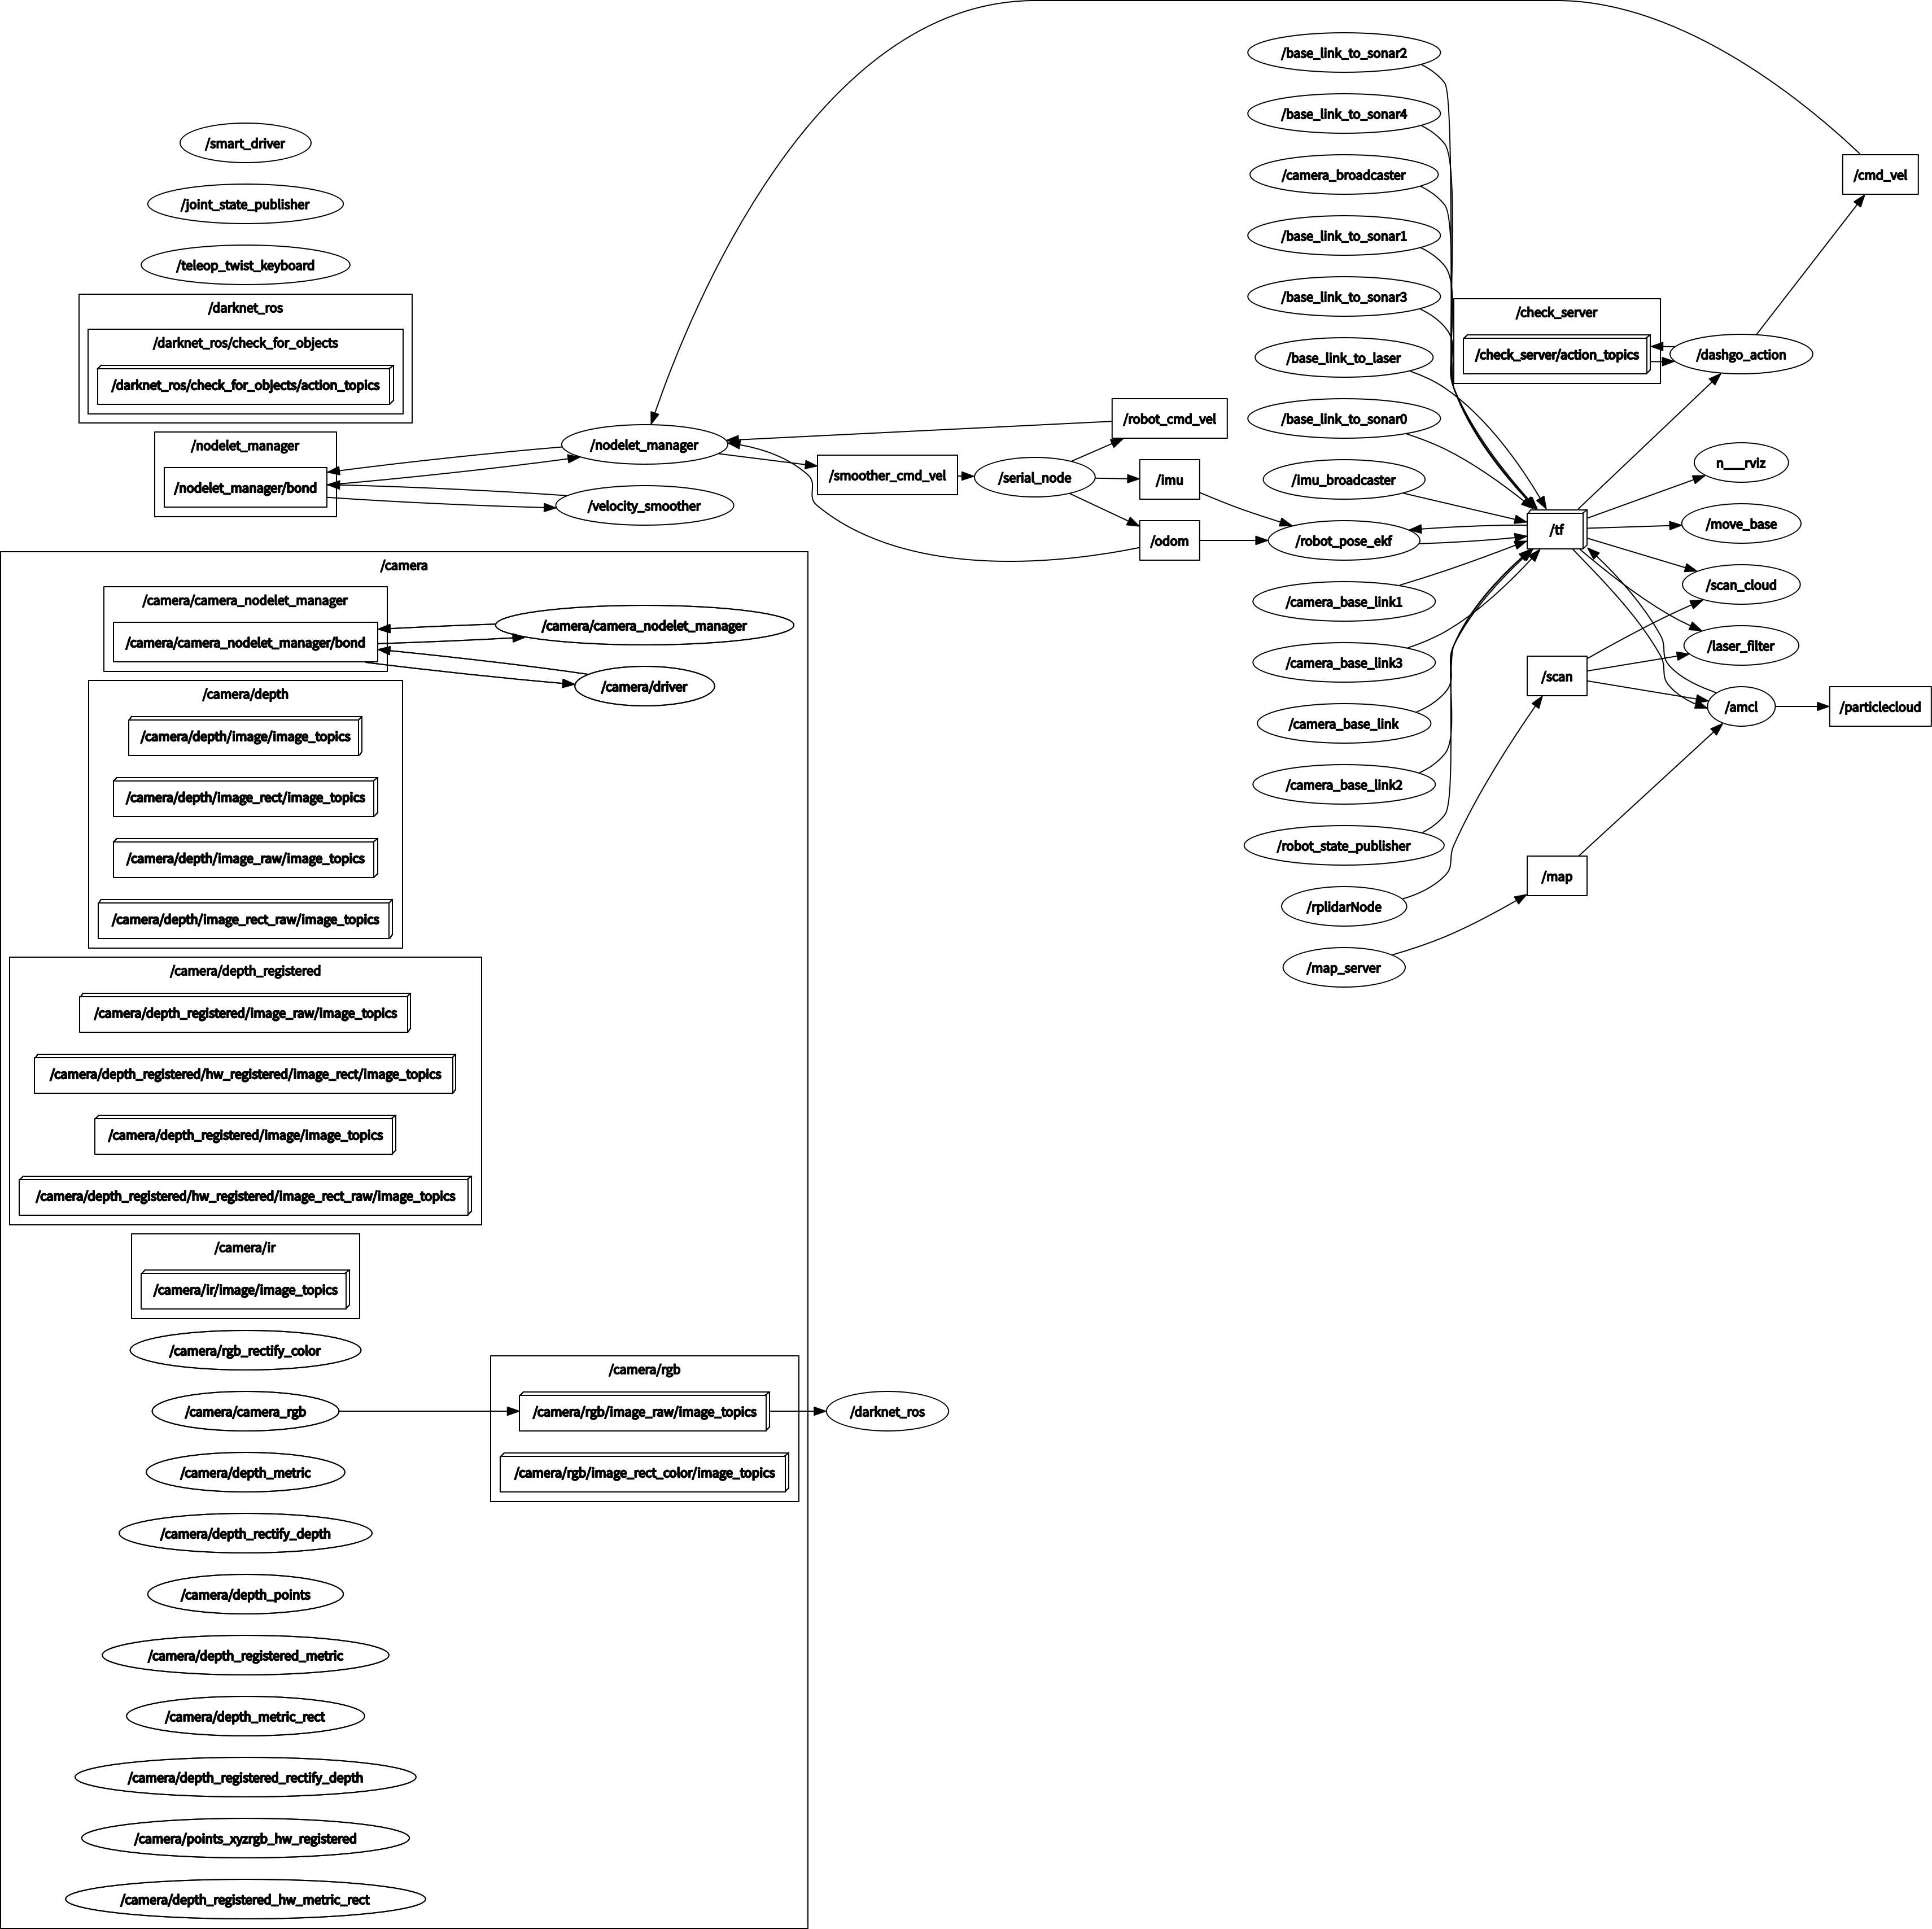 /smart_driver
/joint_state_publisher
/teleop_twist_keyboard
/darknet_ros
/darknet_ros/check_for_objects
/darknet_ros/check_for_objects/action_topics
/nodelet_manager
/nodelet_manager/bond
/nodelet_manager
/velocity_smoother
/smoother_cmd_vel
/serial_node
/robot_cmd_vel
/imu
/odom
/base_link_to_sonar2
/base_link_to_sonar4
/camera_broadcaster
/base_link_to_sonar1
/base_link_to_sonar3
/base_link_to_laser
/base_link_to_sonar0
/imu_broadcaster
/robot_pose_ekf
/camera_base_link1
/camera_base_link3
/camera_base_link
/camera_base_link2
/robot_state_publisher
/rplidarNode
/map_server
/check_server
/check_server/action_topics
/tf
/scan
/map
/dashgo_action
n___rviz
/move_base
/scan_cloud
/laser_filter
/amcl
/cmd_vel
/particlecloud
/camera
/camera/camera_nodelet_manager
/camera/camera_nodelet_manager/bond
/camera/camera_nodelet_manager
/camera/driver
/camera/depth
/camera/depth/image/image_topics
/camera/depth/image_rect/image_topics
/camera/depth/image_raw/image_topics
/camera/depth/image_rect_raw/image_topics
/camera/depth_registered
/camera/depth_registered/image_raw/image_topics
/camera/depth_registered/hw_registered/image_rect/image_topics
/camera/depth_registered/image/image_topics
/camera/depth_registered/hw_registered/image_rect_raw/image_topics
/camera/ir
/camera/ir/image/image_topics
/camera/rgb_rectify_color
/camera/camera_rgb
/camera/rgb
/camera/rgb/image_raw/image_topics
/camera/rgb/image_rect_color/image_topics
/darknet_ros
/camera/depth_metric
/camera/depth_rectify_depth
/camera/depth_points
/camera/depth_registered_metric
/camera/depth_metric_rect
/camera/depth_registered_rectify_depth
/camera/points_xyzrgb_hw_registered
/camera/depth_registered_hw_metric_rect